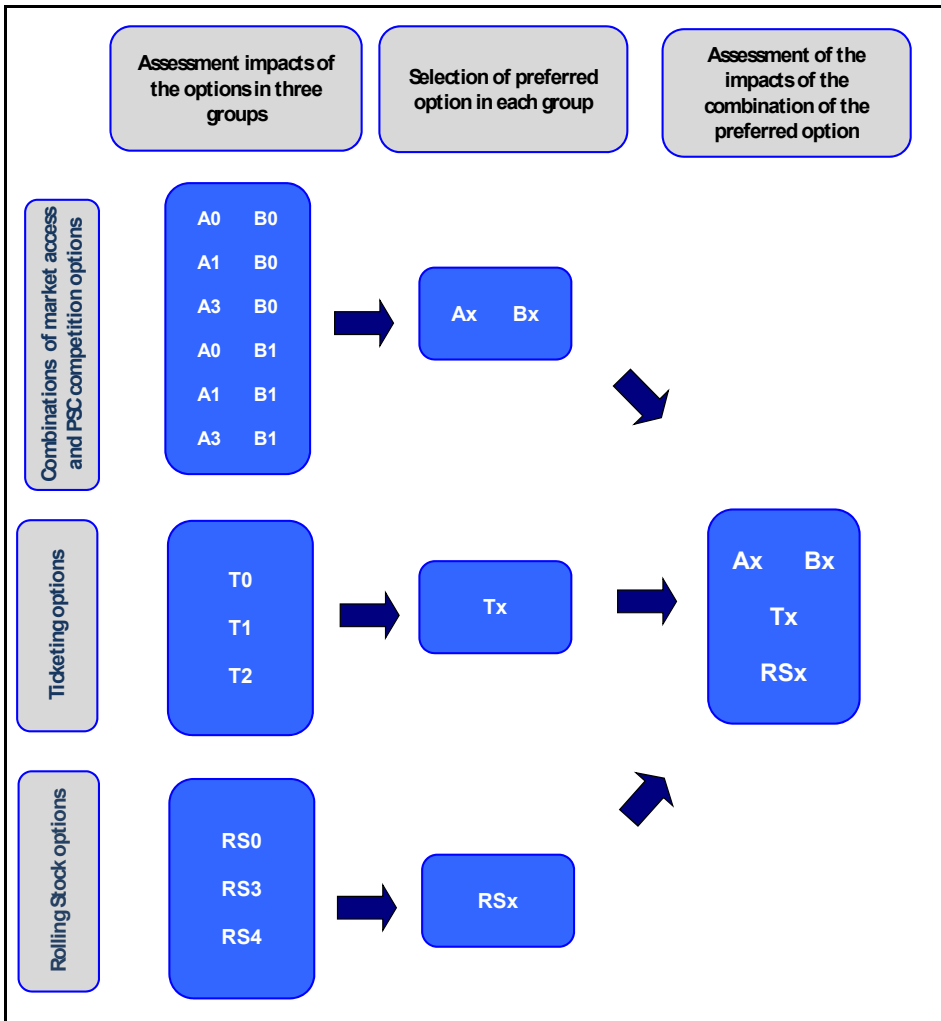 Assessment impacts of
the options in three
groups
Selection of preferred
option in each group
Assessment of the
impacts of the
combination of the
preferred option
Combinations of market access
and PSC competition options
A0 B0
A1 B0
A3 B0
A0 B1
A1 B1
A3 B1
Ax Bx
Ticketing options
T0
T1
T2
Tx
Ax Bx
Tx
RSx
Rolling Stock options
RS0
RS3
RS4
RSx